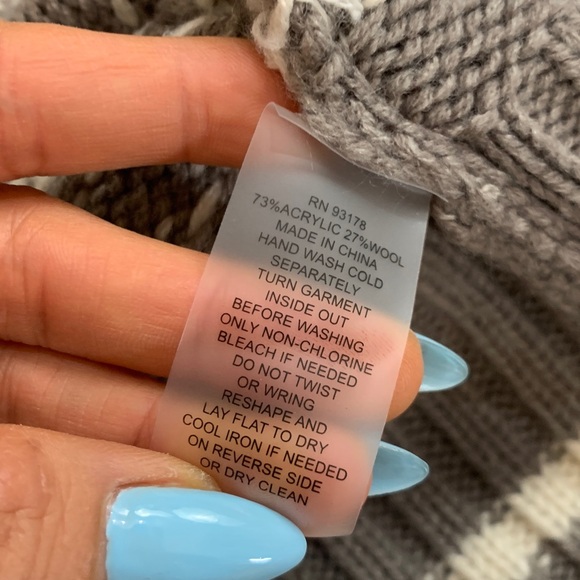 RN 93178
73%ACRYLIC 27%WOOL
MADE IN CHINA
HAND WASH COLD
SEPARATELY
TURN GARMENT
INSIDE OUT
BEFORE WASHING
ONLY NON-CHLORINE
BLEACH IF NEEDED
DO NOT TWIST
OR WRING
RESHAPE AND
LAY FLAT TO DRY
COOL IRON IF NEEDED
ON REVERSE SIDE
OR DRY CLEAN